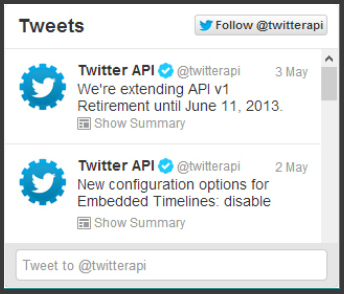 Tweets
Follow @twitterapi
Twitter API @twitterapi 3 May
We're extending API v1
Retirement until June 11, 2013.
Show Summary
Twitter API @twitterapi 2 May
New configuration options for
Embedded Timelines: disable
Show Summary
Tweet to @twitterapi